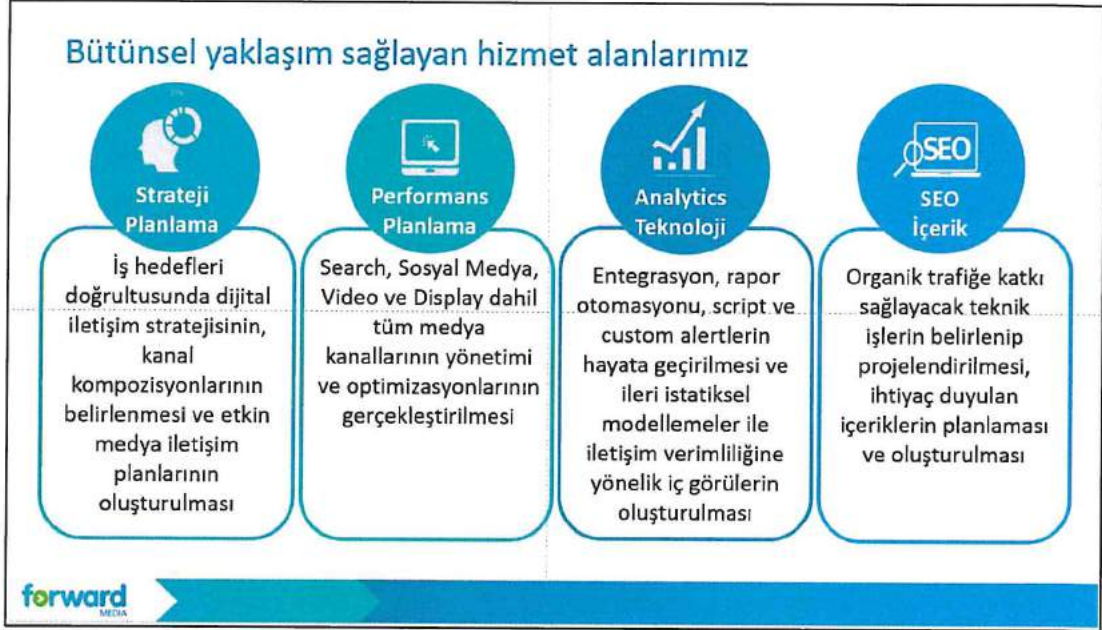 Bütünsel yaklaşım sağlayan hizmet alanlarımız
Strateji
Planlama
İş hedefleri
doğrultusunda dijital
iletişim stratejisinin,
kanal
kompozisyonlarının
belirlenmesi ve etkin
medya iletişim
planlarının
oluşturulması
Performans
Planlama
Search, Sosyal Medya,
Video ve Display dahil
tüm medya
kanallarının yönetimi
ve optimizasyonlarının
gerçekleştirilmesi
Analytics
Teknoloji
Entegrasyon, rapor
otomasyonu, script ve
custom alertlerin
hayata geçirilmesi ve
ileri istatiksel
modellemeler ile
iletişim verimliliğine
yönelik iç görülerin
oluşturulması
SEO
SEO
İçerik
Organik trafiğe katkı
sağlayacak teknik
işlerin belirlenip
projelendirilmesi,
ihtiyaç duyulan
içeriklerin planlaması
ve oluşturulması
forward
MEDIA